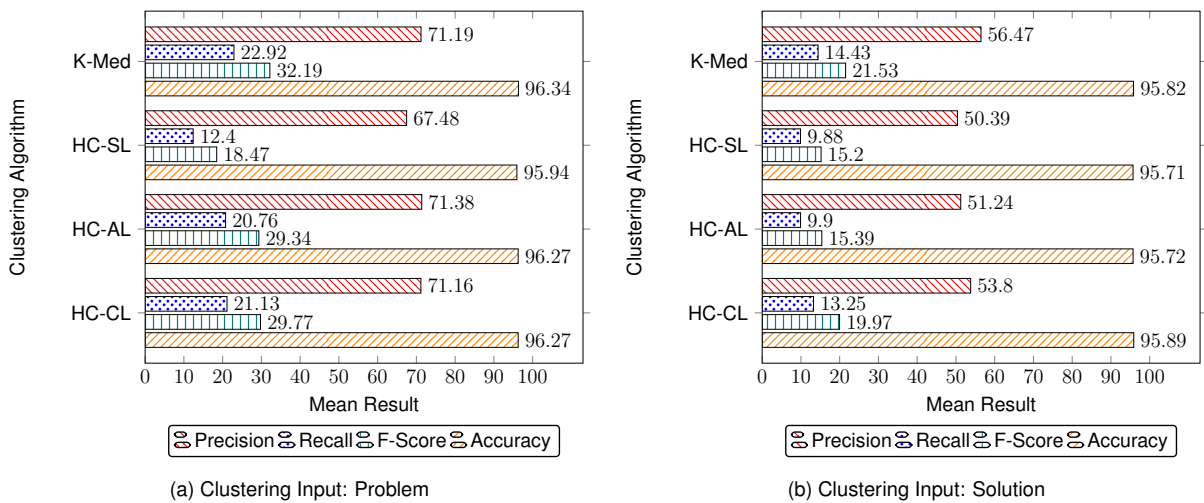 Clustering Algorithm
K-Med
71.19
22.92
32.19
96.34
HC-SL
67.48
12.4
18.47
95.94
HC-AL
71.38
20.76
29.34
96.27
HC-CL
71.16
21.13
29.77
96.27
0 10 20 30 40 50 60 70 80 90 100
Mean Result
Precision Recall F-Score Accuracy
(a) Clustering Input: Problem
Clustering Algorithm
K-Med
56.47
14.43
21.53
95.82
HC-SL
50.39
9.88
15.2
95.71
HC-AL
51.24
9.9
15.39
95.72
HC-CL
53.8
13.25
19.97
95.89
0 10 20 30 40 50 60 70 80 90 100
Mean Result
Precision Recall F-Score Accuracy
(b) Clustering Input: Solution